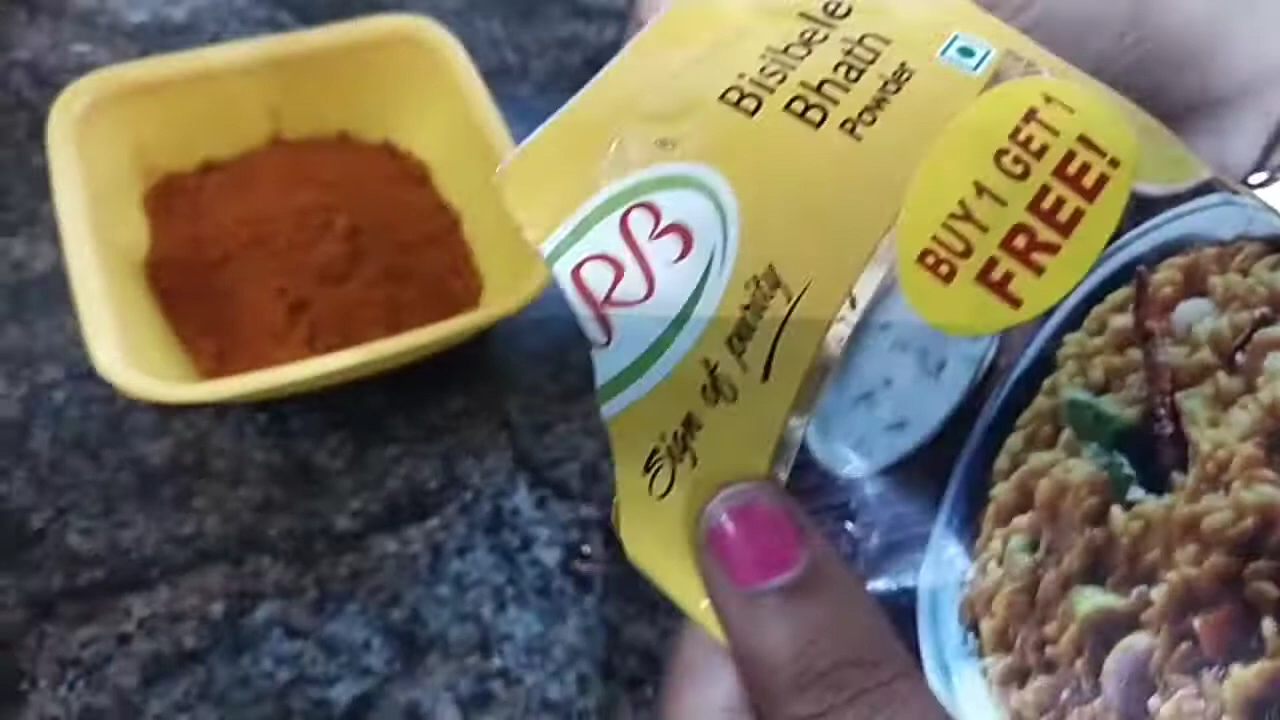 Bisibele
Bhath
Powder
BUY 1 GET 1
FREE!
®
RB
Sign of purity